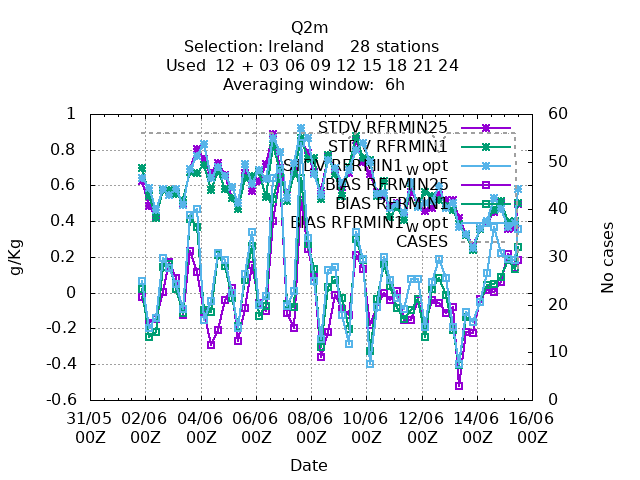 Q2m
Selection: Ireland 28 stations
Used 12 + 03 06 09 12 15 18 21 24
Averaging window: 6h
1
0.8
0.6
0.4
0.2
0
-0.2
-0.4
-0.6
g/Kg
60
50
40
30
20
10
0
No cases
STDV RFRMIN25
STDV RFRMIN1
STDV RFRMIN1w opt
BIAS RFRMIN25
BIAS RFRMIN1
BIAS RFRMIN1w opt
CASES
31/05 02/06 04/06 06/06 08/06 10/06 12/06 14/06 16/06
00Z 00Z 00Z 00Z 00Z 00Z 00Z 00Z 00Z
Date